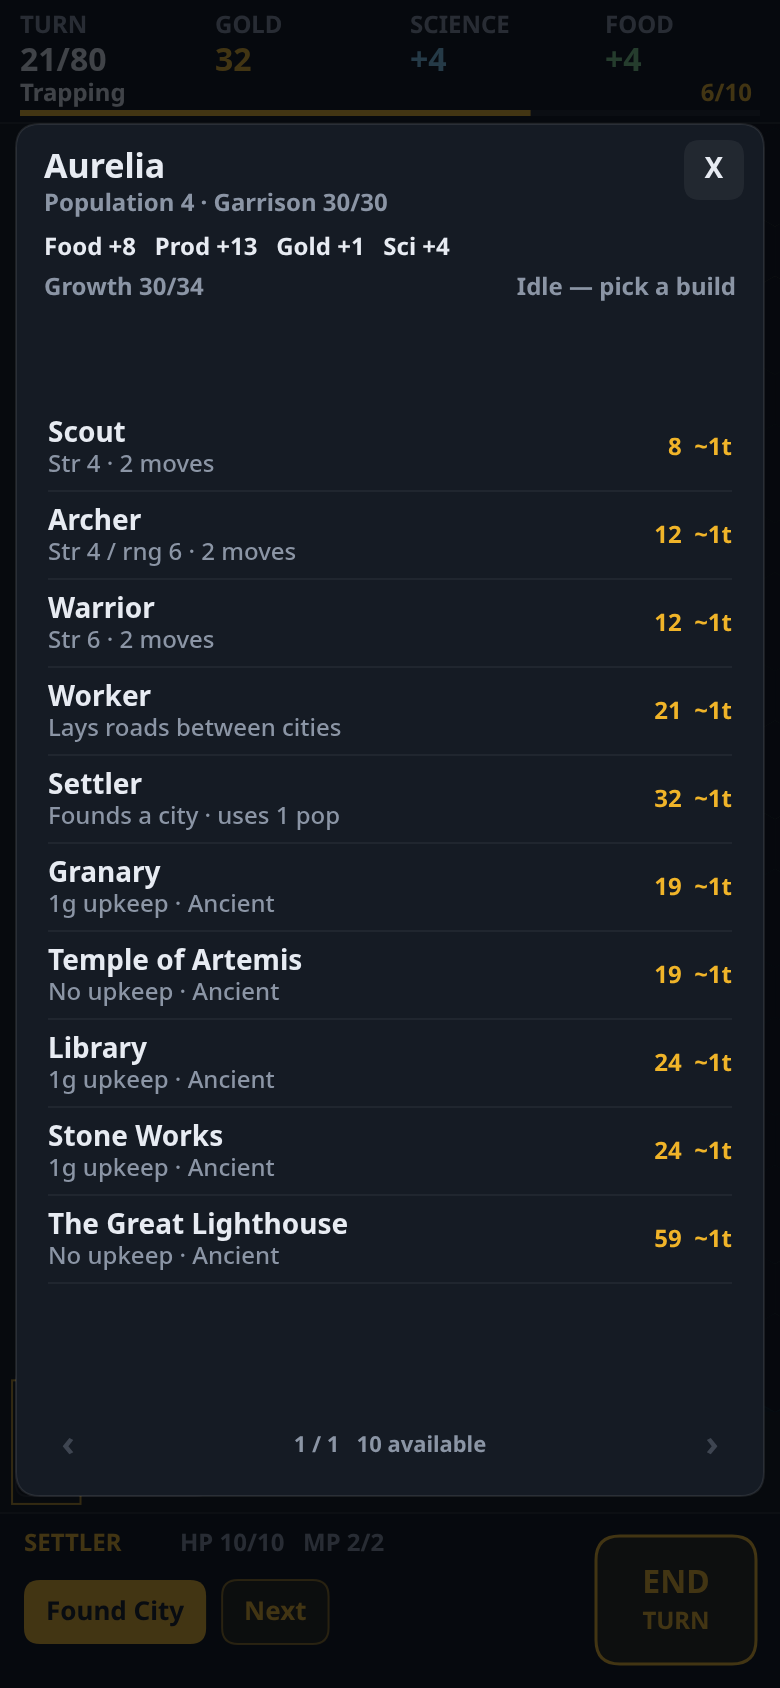 TURN GOLD SCIENCE FOOD
21/80 32 +4 +4
Trapping 6/10
Aurelia X
Population 4 · Garrison 30/30
Food +8 Prod +13 Gold +1 Sci +4
Growth 30/34 Idle — pick a build
Scout
Str 4 · 2 moves
8 ~1t
Archer
Str 4 / rng 6 · 2 moves
12 ~1t
Warrior
Str 6 · 2 moves
12 ~1t
Worker
Lays roads between cities
21 ~1t
Settler
Founds a city · uses 1 pop
32 ~1t
Granary
1g upkeep · Ancient
19 ~1t
Temple of Artemis
No upkeep · Ancient
19 ~1t
Library
1g upkeep · Ancient
24 ~1t
Stone Works
1g upkeep · Ancient
24 ~1t
The Great Lighthouse
No upkeep · Ancient
59 ~1t
‹ 1 / 1 10 available ›
SETTLER HP 10/10 MP 2/2
Found City Next
END
TURN